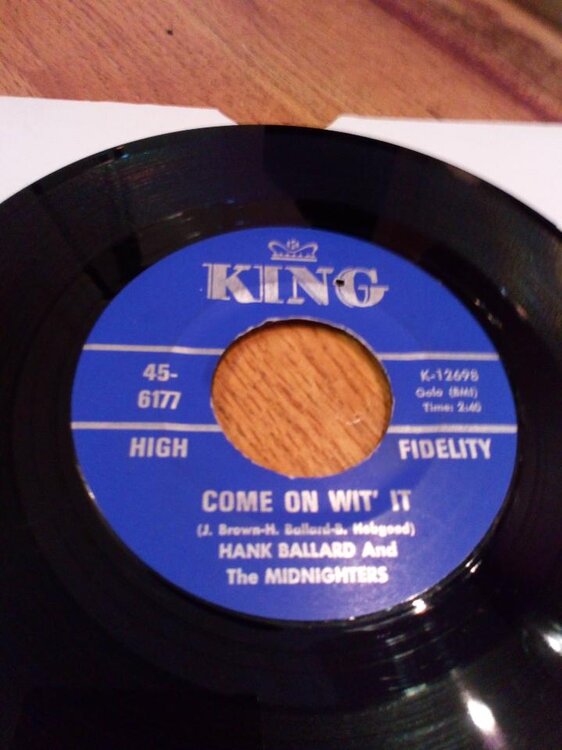 KING
45-
6177
K-12698
Golo (BMI)
Time: 2:40
HIGH FIDELITY
COME ON WIT' IT
(J. Brown-H. Ballard-B. Hobgood)
HANK BALLARD And
The MIDNIGHTERS